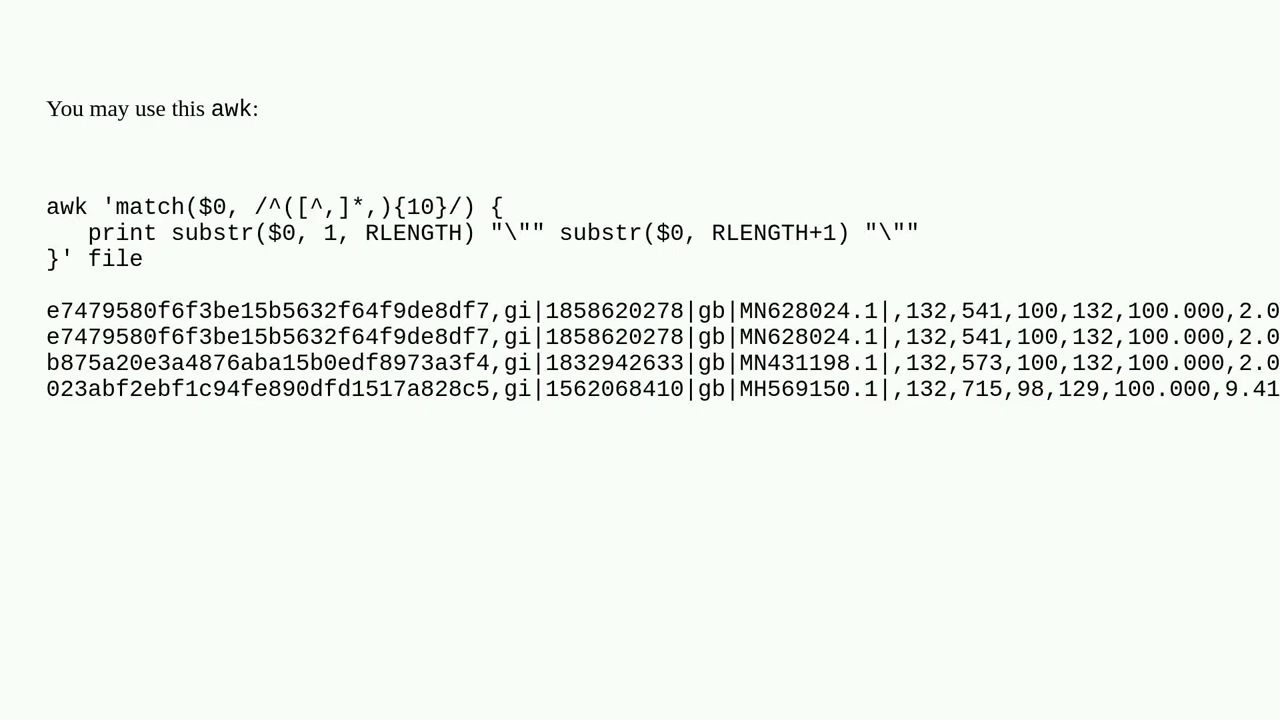 You may use this awk:
awk 'match($0, /^([^,]*,){10}/) {
   print substr($0, 1, RLENGTH) "\"" substr($0, RLENGTH+1) "\""
}' file
e7479580f6f3be15b5632f64f9de8df7,gi|1858620278|gb|MN628024.1|,132,541,100,132,100.000,2.0
e7479580f6f3be15b5632f64f9de8df7,gi|1858620278|gb|MN628024.1|,132,541,100,132,100.000,2.0
b875a20e3a4876aba15b0edf8973a3f4,gi|1832942633|gb|MN431198.1|,132,573,100,132,100.000,2.0
023abf2ebf1c94fe890dfd1517a828c5,gi|1562068410|gb|MH569150.1|,132,715,98,129,100.000,9.41